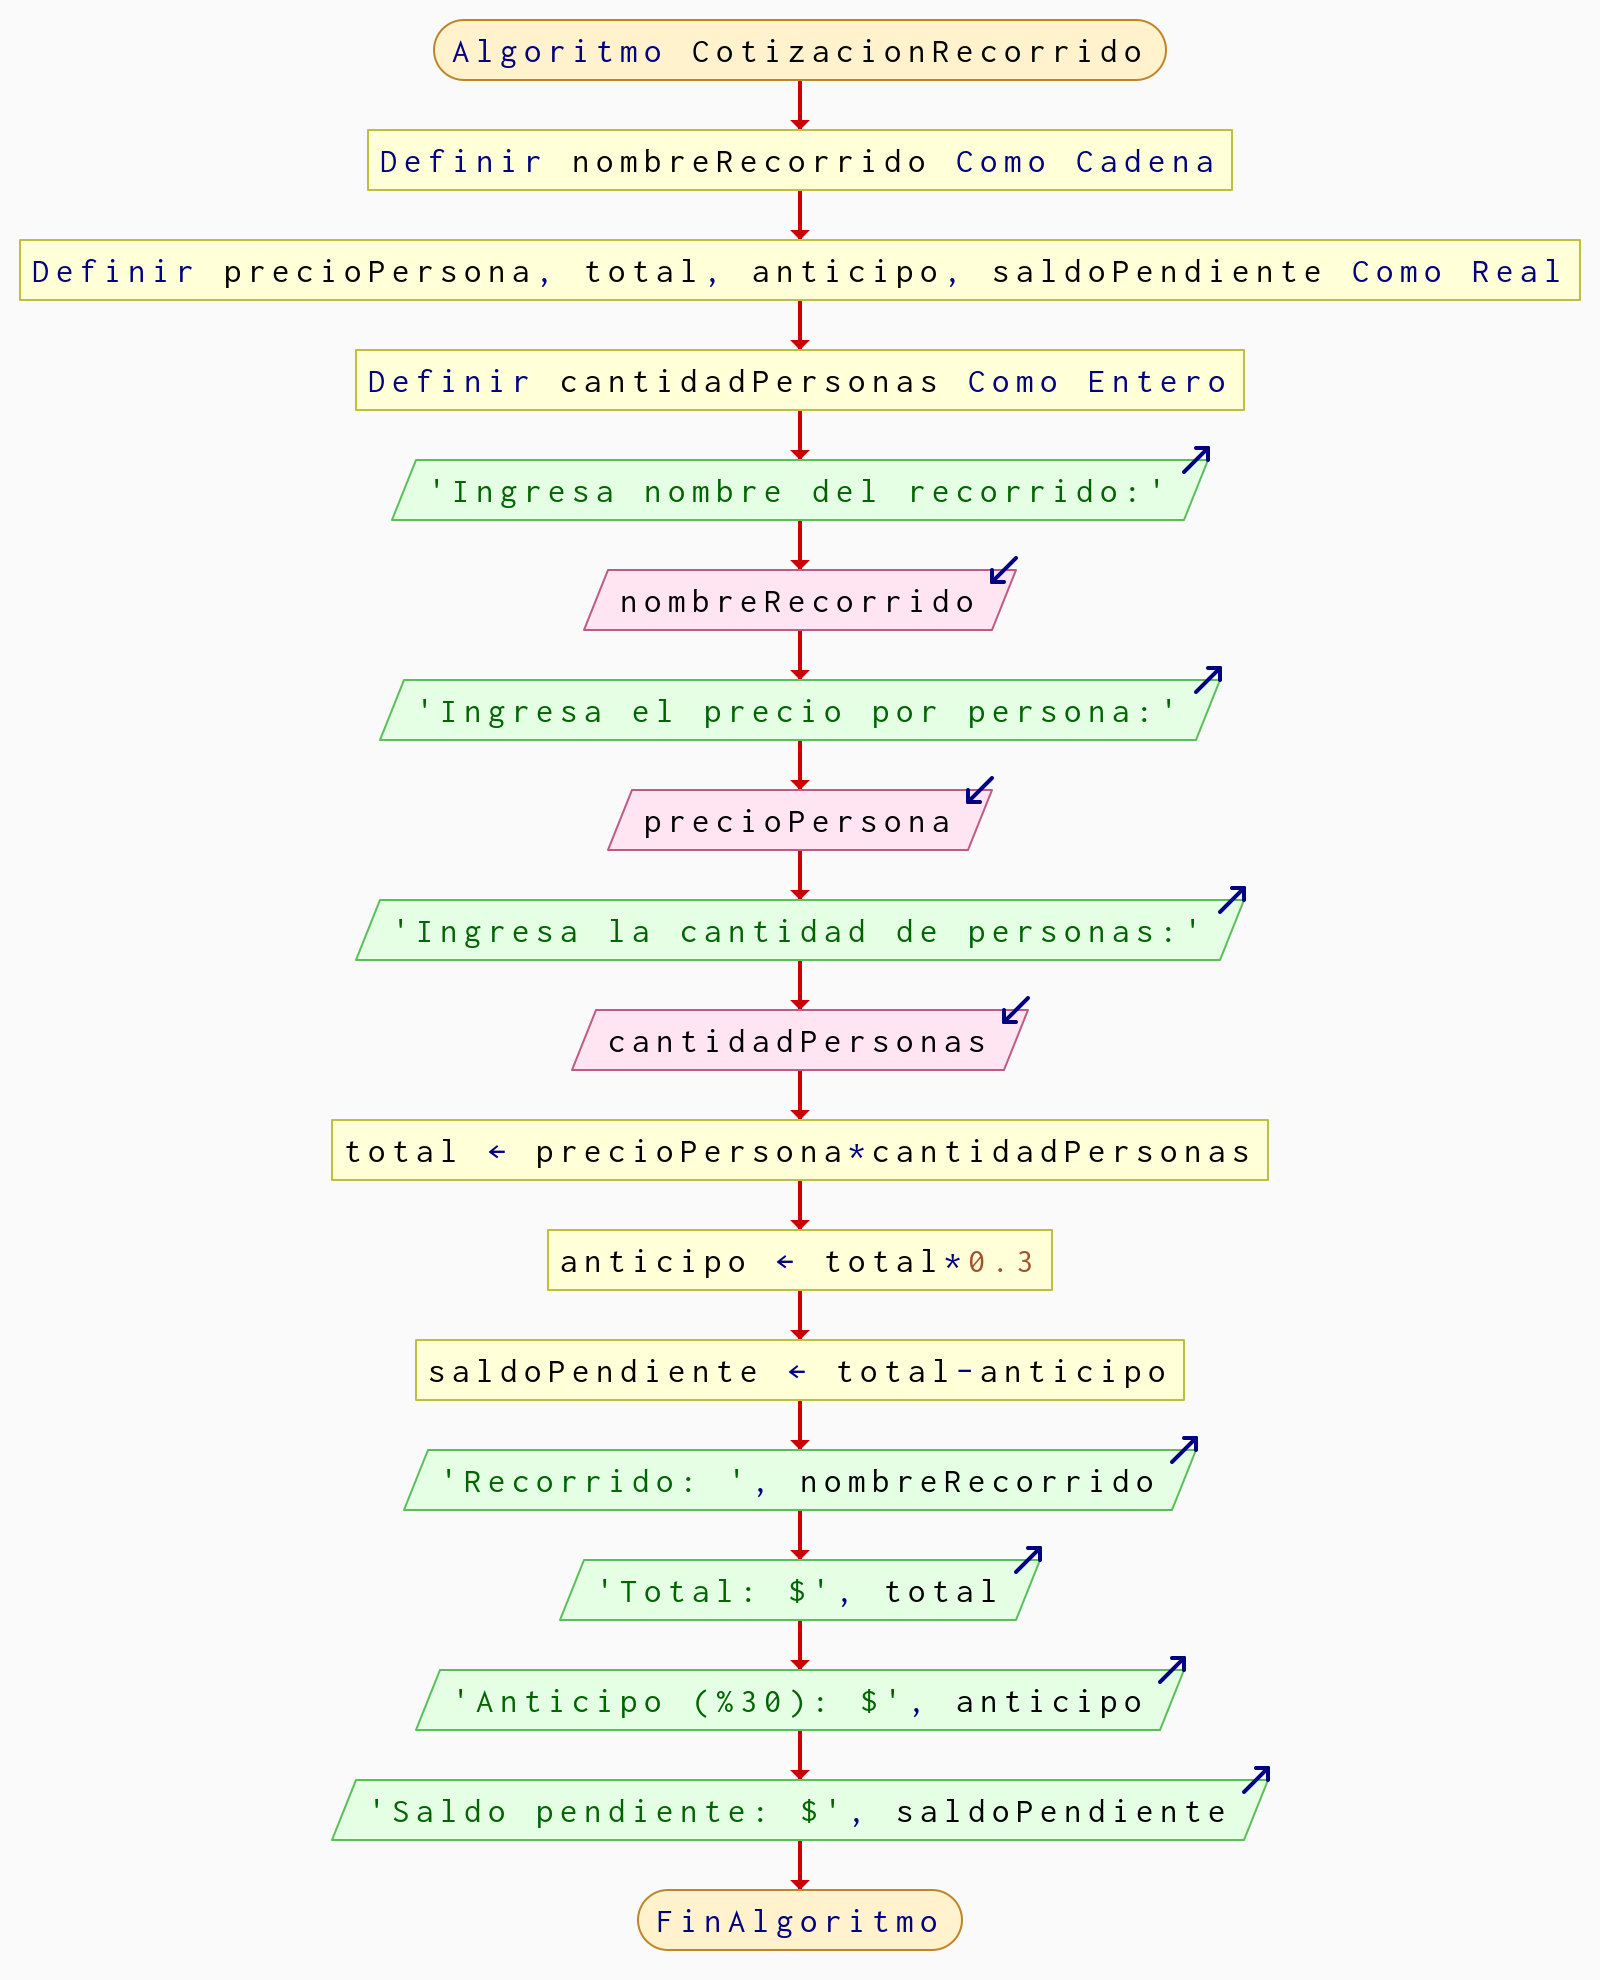 Algoritmo CotizacionRecorrido
Definir nombreRecorrido Como Cadena
Definir precioPersona, total, anticipo, saldoPendiente Como Real
Definir cantidadPersonas Como Entero
'Ingresa nombre del recorrido:'
nombreRecorrido
'Ingresa el precio por persona:'
precioPersona
'Ingresa la cantidad de personas:'
cantidadPersonas
total ← precioPersona*cantidadPersonas
anticipo ← total*0.3
saldoPendiente ← total-anticipo
'Recorrido: ', nombreRecorrido
'Total: $', total
'Anticipo (%30): $', anticipo
'Saldo pendiente: $', saldoPendiente
FinAlgoritmo